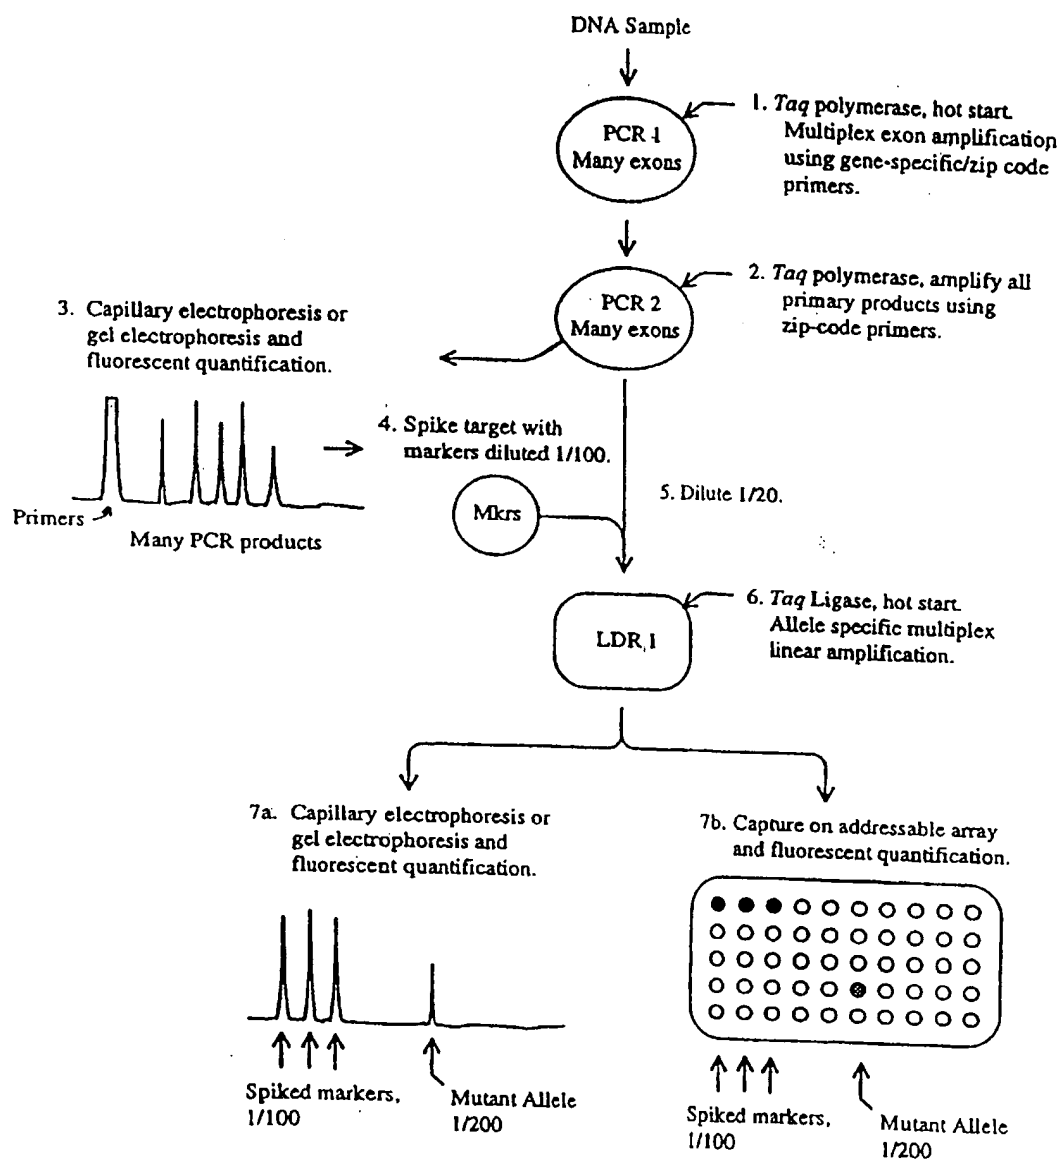 DNA Sample
1. Taq polymerase, hot start.
Multiplex exon amplification
using gene-specific/zip code
primers.
PCR 1
Many exons
2. Taq polymerase, amplify all
primary products using
zip-code primers.
PCR 2
Many exons
3. Capillary electrophoresis or
gel electrophoresis and
fluorescent quantification.
Primers
Many PCR products
4. Spike target with
markers diluted 1/100.
Mkrs
5. Dilute 1/20.
6. Taq Ligase, hot start.
Allele specific multiplex
linear amplification.
LDR 1
7a. Capillary electrophoresis or
gel electrophoresis and
fluorescent quantification.
Spiked markers,
1/100
Mutant Allele
1/200
7b. Capture on addressable array
and fluorescent quantification.
Spiked markers,
1/100
Mutant Allele
1/200